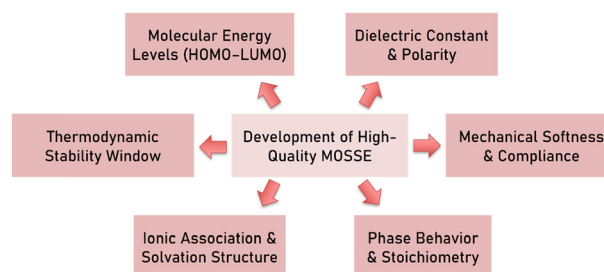 Molecular Energy
Levels (HOMO–LUMO)
Dielectric Constant
& Polarity
Thermodynamic
Stability Window
Development of High-
Quality MOSSE
Mechanical Softness
& Compliance
Ionic Association &
Solvation Structure
Phase Behavior
& Stoichiometry